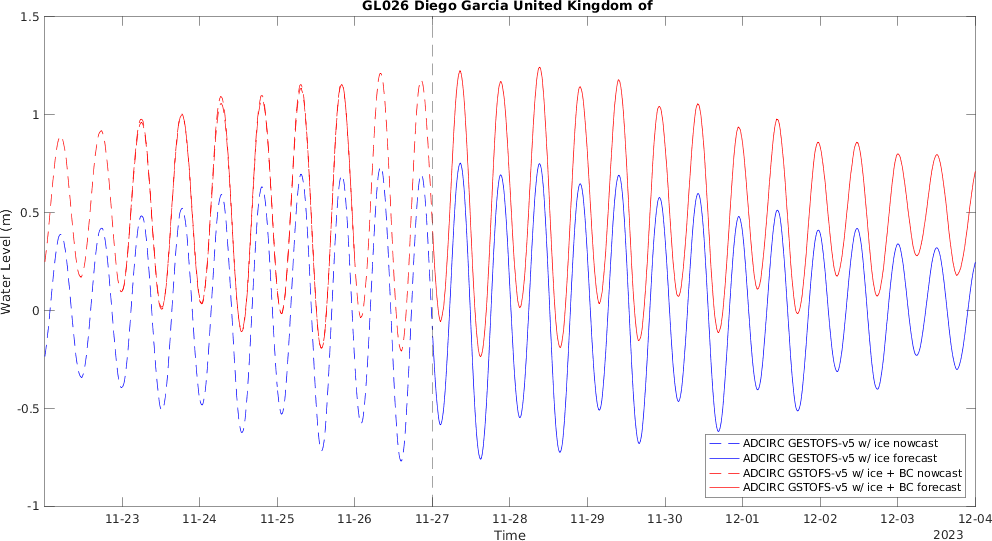 GL026 Diego Garcia United Kingdom of
1.5
1
0.5
0
-0.5
-1
Water Level (m)
11-23 11-24 11-25 11-26 11-27 11-28 11-29 11-30 12-01 12-02 12-03 12-04
Time
2023
ADCIRC GESTOFS-v5 w/ ice nowcast
ADCIRC GESTOFS-v5 w/ ice forecast
ADCIRC GSTOFS-v5 w/ ice + BC nowcast
ADCIRC GSTOFS-v5 w/ ice + BC forecast